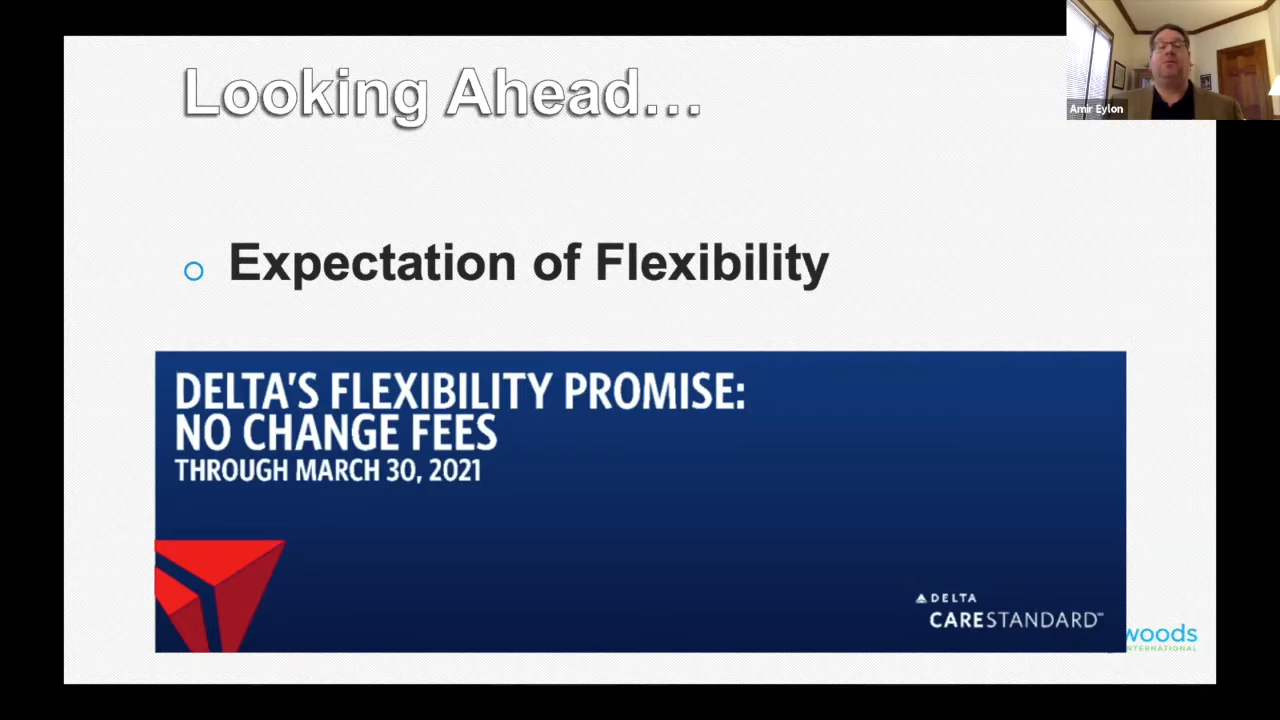 Looking Ahead…
Amir Eylon
Expectation of Flexibility
DELTA'S FLEXIBILITY PROMISE:
NO CHANGE FEES
THROUGH MARCH 30, 2021
DELTA
CARESTANDARD™
woods
INTERNATIONAL